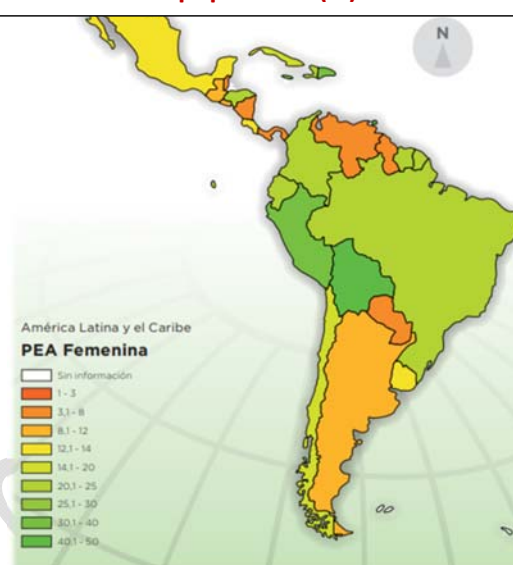 N
América Latina y el Caribe
PEA Femenina
Sin información
1 - 3
3,1 - 8
8,1 - 12
12,1 - 14
14,1 - 20
20,1 - 25
25,1 - 30
30,1 - 40
40,1 - 50